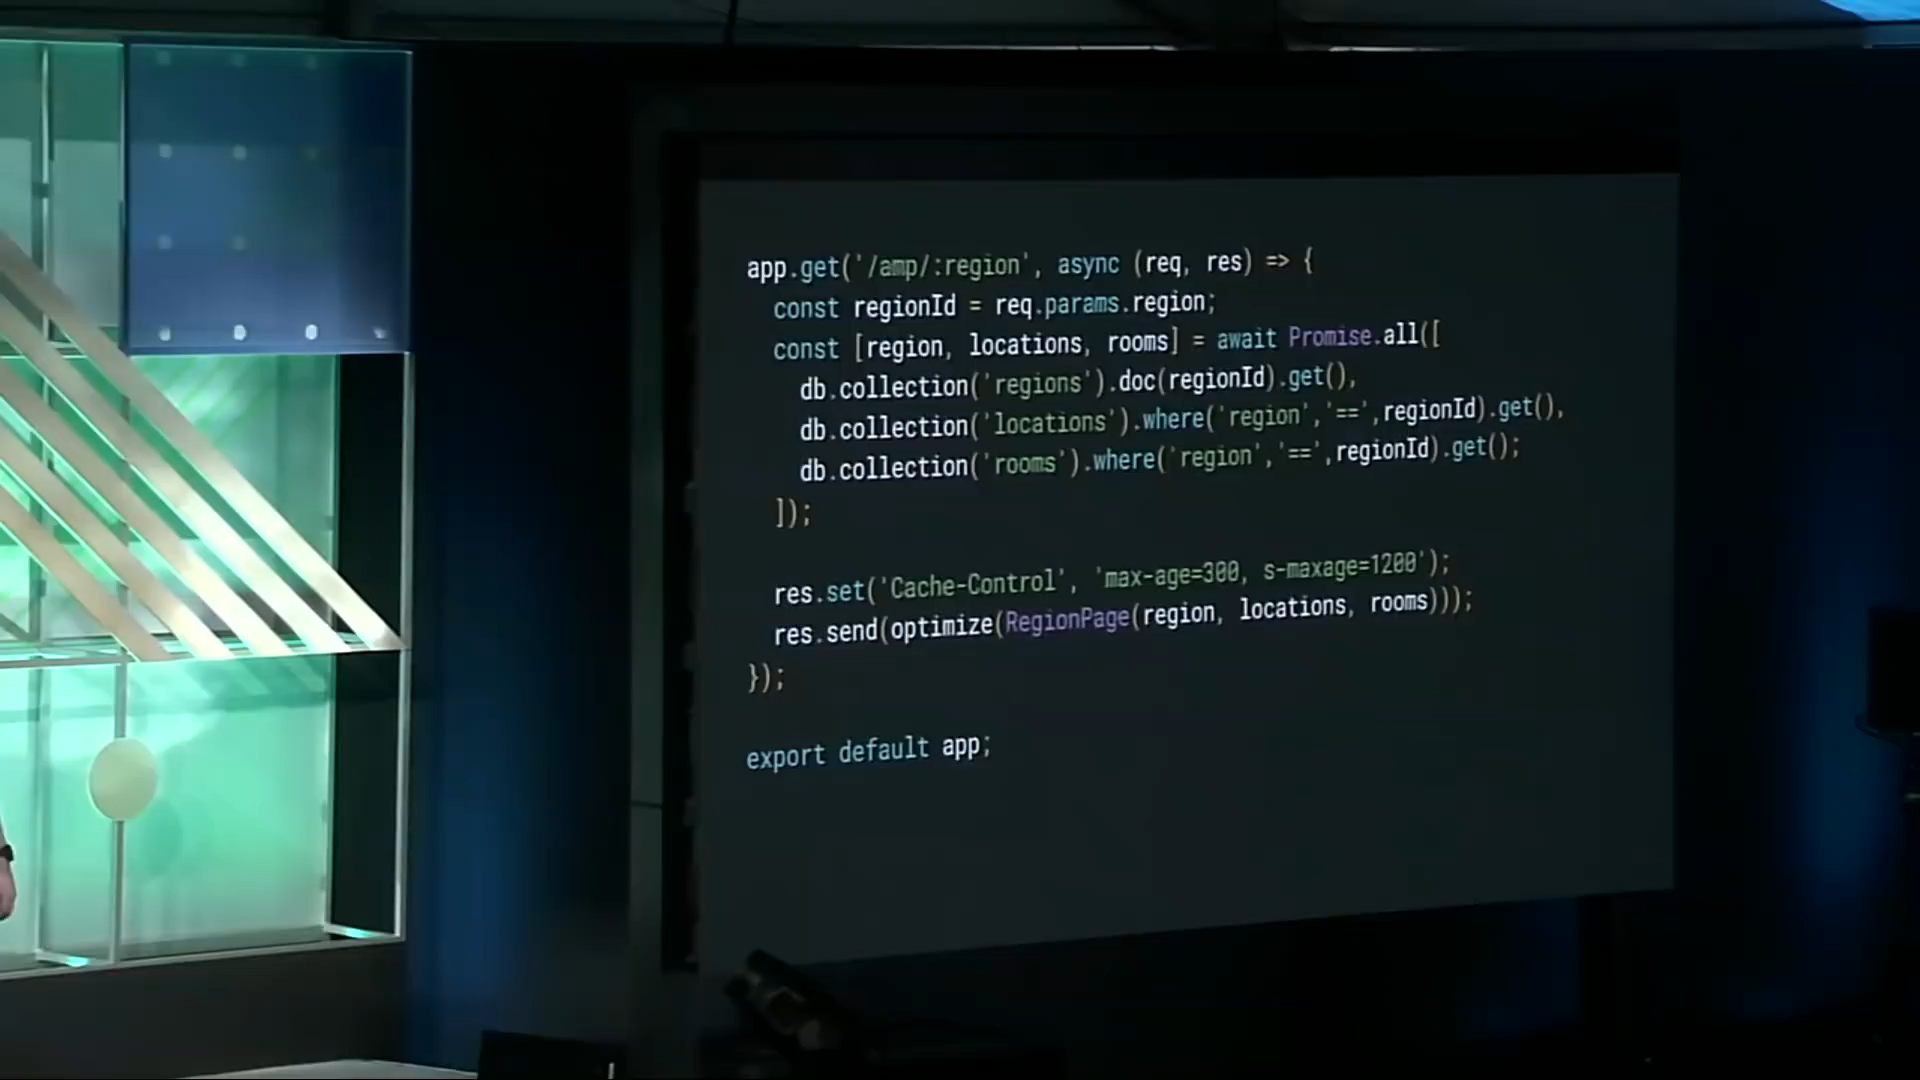 app.get('/amp/:region', async (req, res) => {
  const regionId = req.params.region;
  const [region, locations, rooms] = await Promise.all([
    db.collection('regions').doc(regionId).get(),
    db.collection('locations').where('region','==',regionId).get(),
    db.collection('rooms').where('region','==',regionId).get();
  ]);
  res.set('Cache-Control', 'max-age=300, s-maxage=1200');
  res.send(optimize(RegionPage(region, locations, rooms)));
});
export default app;